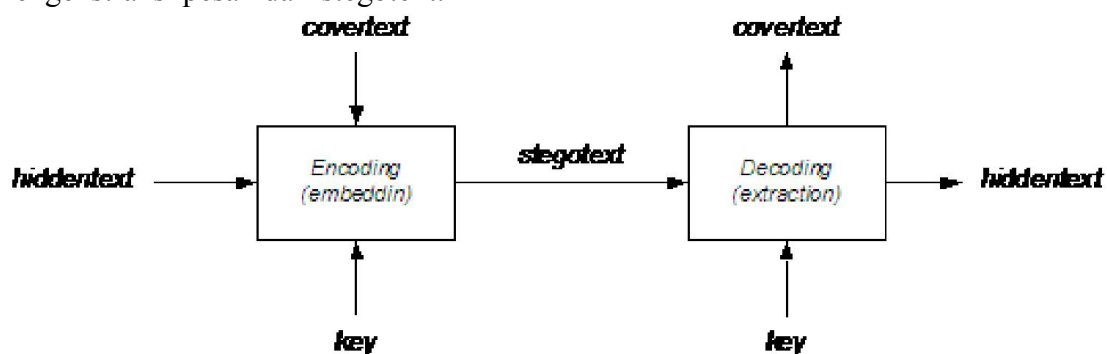 covertext covertext
Encoding Decoding
hiddentext stegotext hiddentext
(embeddin) (extraction)
key key